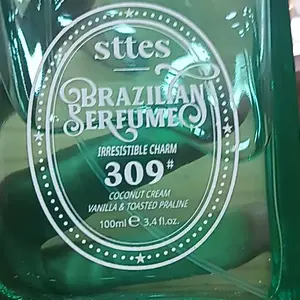 sttes
BRAZILIAN
PERFUMES
IRRESISTIBLE CHARM
309#
COCONUT CREAM
VANILLA & TOASTED PRALINE
100ml e 3.4 fl.oz.